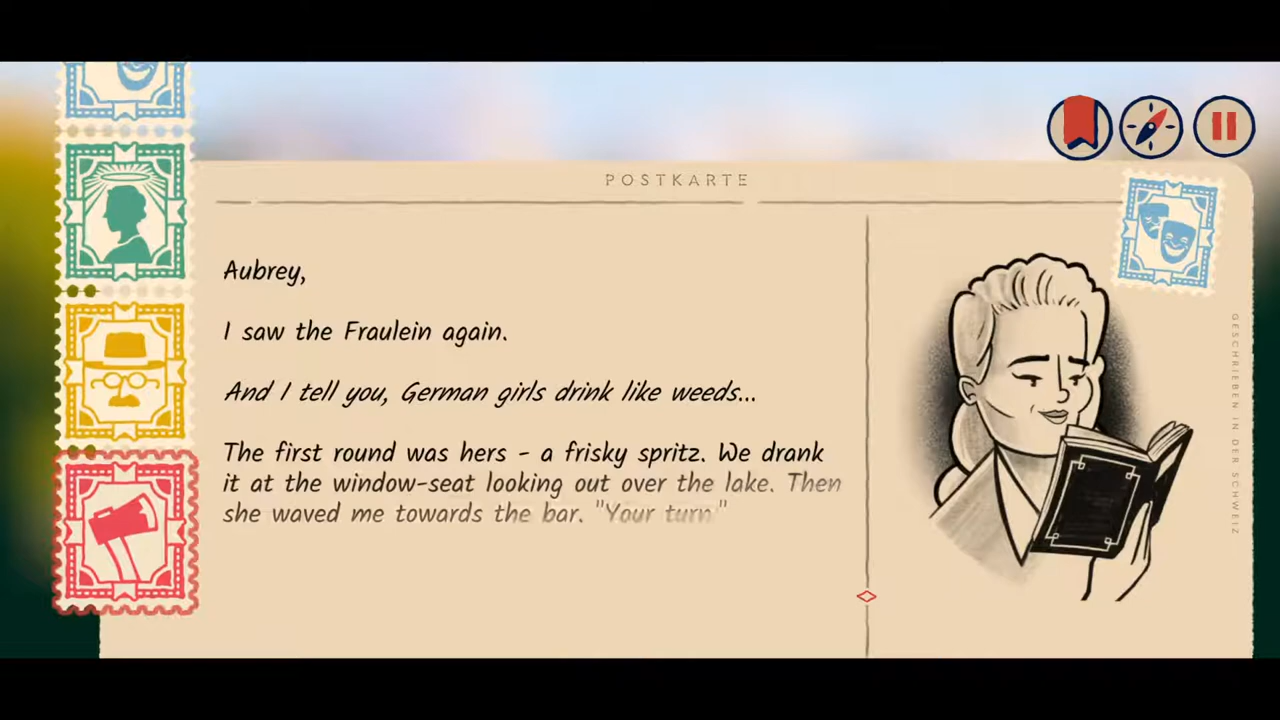 POSTKARTE
Aubrey,
I saw the Fraulein again.
And I tell you, German girls drink like weeds...
The first round was hers - a frisky spritz. We drank
it at the window-seat looking out over the lake. Then
she waved me towards the bar. "Your turn"
GESCHRIEBEN IN DER SCHWEIZ